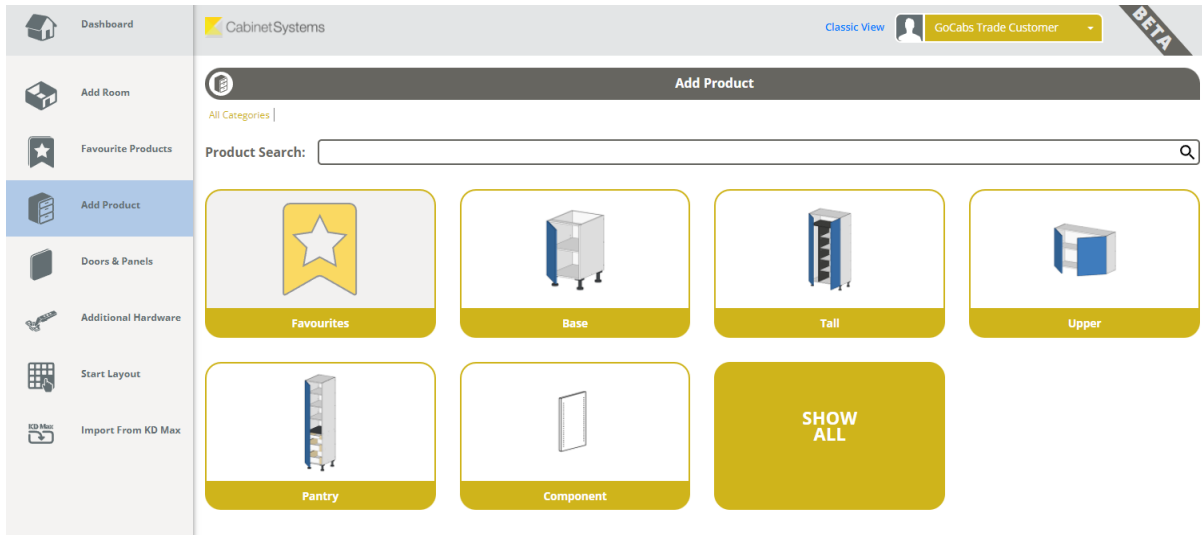 Dashboard
CabinetSystems
Classic View
GoCabs Trade Customer
BETA
Add Room
Favourite Products
Add Product
Doors & Panels
Additional Hardware
Start Layout
KD Max
Import From KD Max
Add Product
All Categories
Product Search:
Favourites
Base
Tall
Upper
Pantry
Component
SHOW
ALL